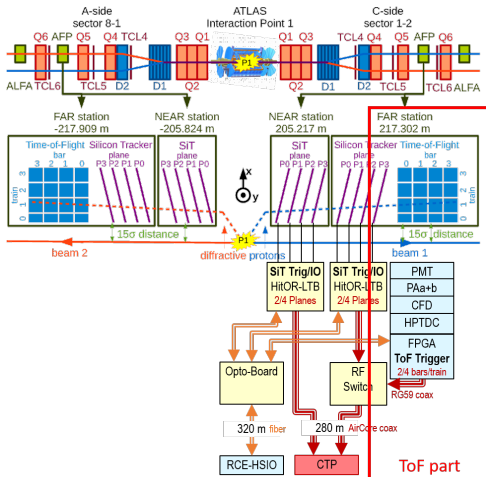 A-side
sector 8-1
ATLAS
Interaction Point 1
C-side
sector 1-2
Q6 AFP Q5 Q4 TCL4 Q3 Q1
P1
Q1 Q3 TCL4 Q4 Q5 AFP Q6
ALFA TCL6 TCL5 D2 D1 Q2
Q2 D1 D2 TCL5 TCL6 ALFA
FAR station
-217.909 m
NEAR station
-205.824 m
NEAR station
205.217 m
FAR station
217.302 m
Time-of-Flight
bar
3 2 1 0
train
3
2
1
0
Silicon Tracker
plane
P3 P2 P1 P0
SiT
plane
P3 P2 P1 P0
x
y
SiT
plane
P0 P1 P2 P3
Silicon Tracker
plane
P0 P1 P2 P3
Time-of-Flight
bar
0 1 2 3
train
3
2
1
0
15σ distance
15σ distance
P1
beam 2
diffractive protons
beam 1
SiT Trig/IO
HitOR-LTB
2/4 Planes
SiT Trig/IO
HitOR-LTB
2/4 Planes
PMT
PAa+b
CFD
HPTDC
FPGA
ToF Trigger
2/4 bars/train
Opto-Board
RF
Switch
RG59 coax
320 m fiber
280 m AirCore coax
RCE-HSIO
CTP
ToF part